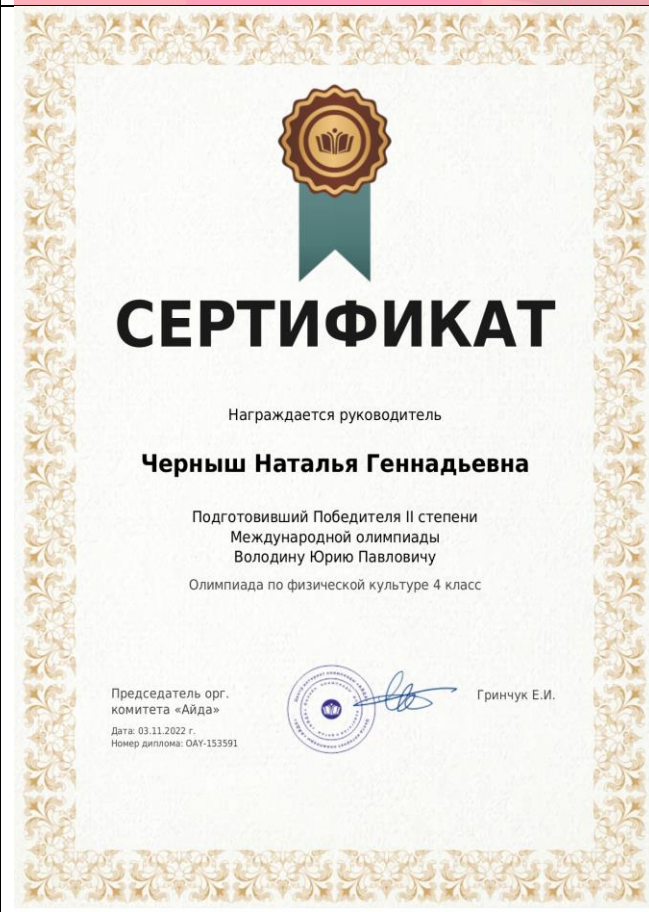 СЕРТИФИКАТ
Награждается руководитель
Черныш Наталья Геннадьевна
Подготовивший Победителя II степени
Международной олимпиады
Володину Юрию Павловичу
Олимпиада по физической культуре 4 класс
Председатель орг.
комитета «Айда»
Гринчук Е.И.
Дата: 03.11.2022 г.
Номер диплома: OAY-153591